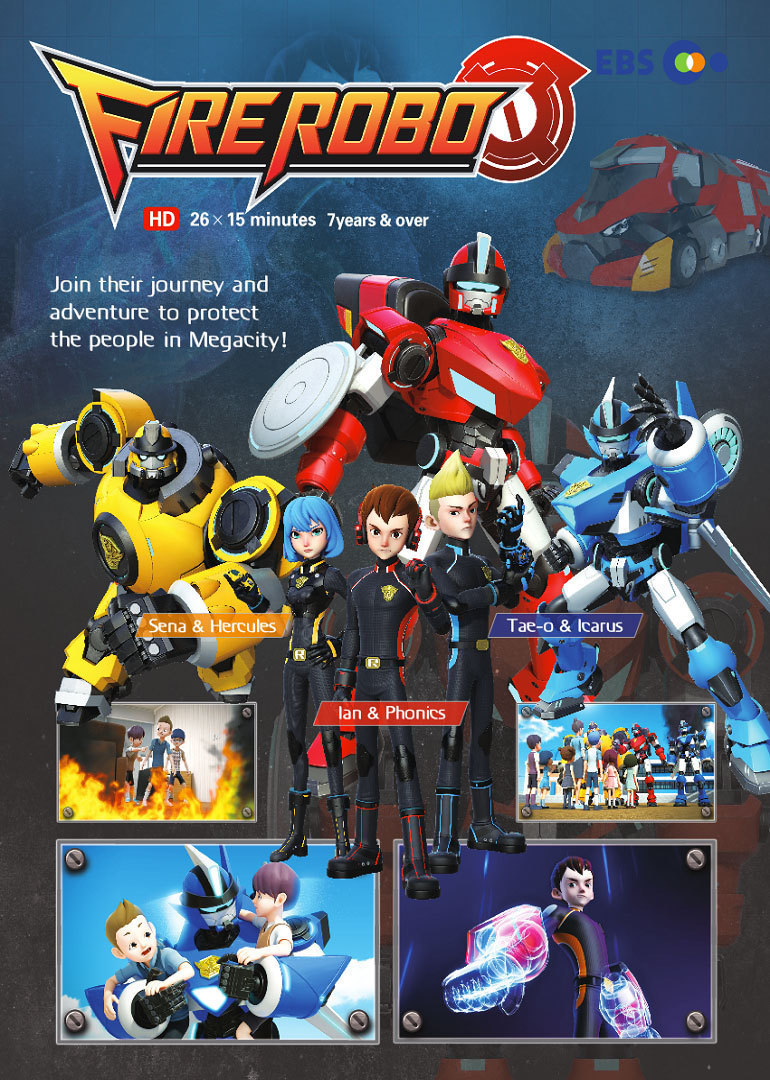 EBS
FIRE ROBO
HD 26 × 15 minutes 7years & over
Join their journey and
adventure to protect
the people in Megacity!
Sena & Hercules
Tae-o & Icarus
Ian & Phonics
R
R